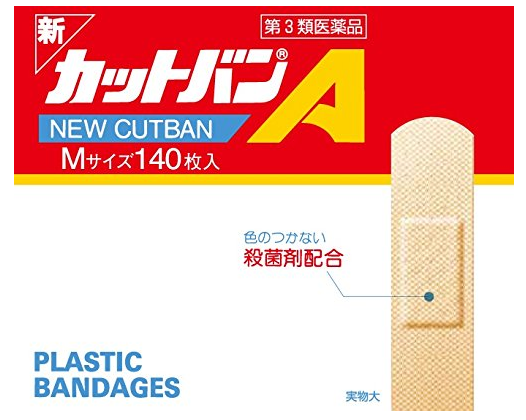 新
第3類医薬品
カットバン®A
NEW CUTBAN
Mサイズ140枚入
色のつかない
殺菌剤配合
PLASTIC
BANDAGES
実物大